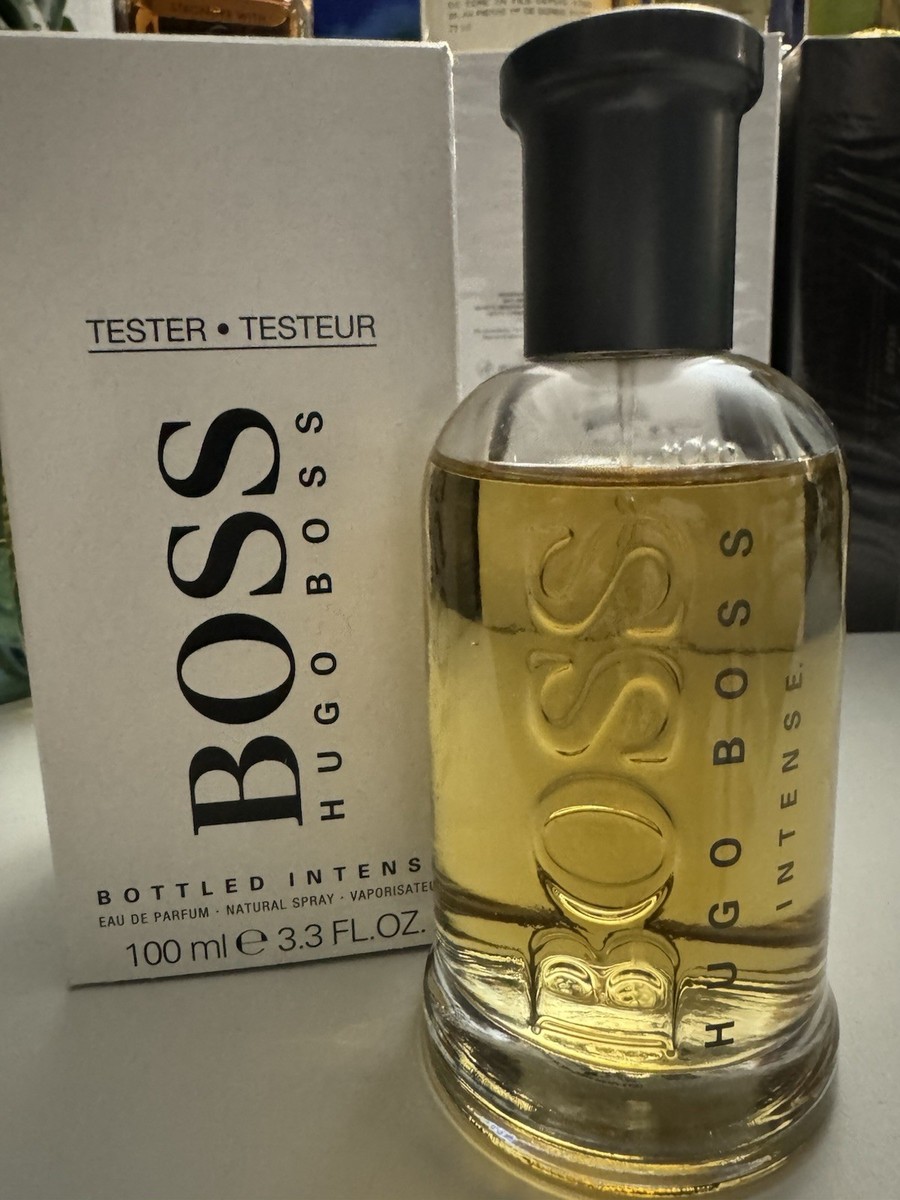 TESTER • TESTEUR
BOSS
HUGO BOSS
BOTTLED INTENS
EAU DE PARFUM · NATURAL SPRAY · VAPORISATEU
100 ml ℮ 3.3 FL.OZ.
BOSS
HUGO BOSS
INTENSE.